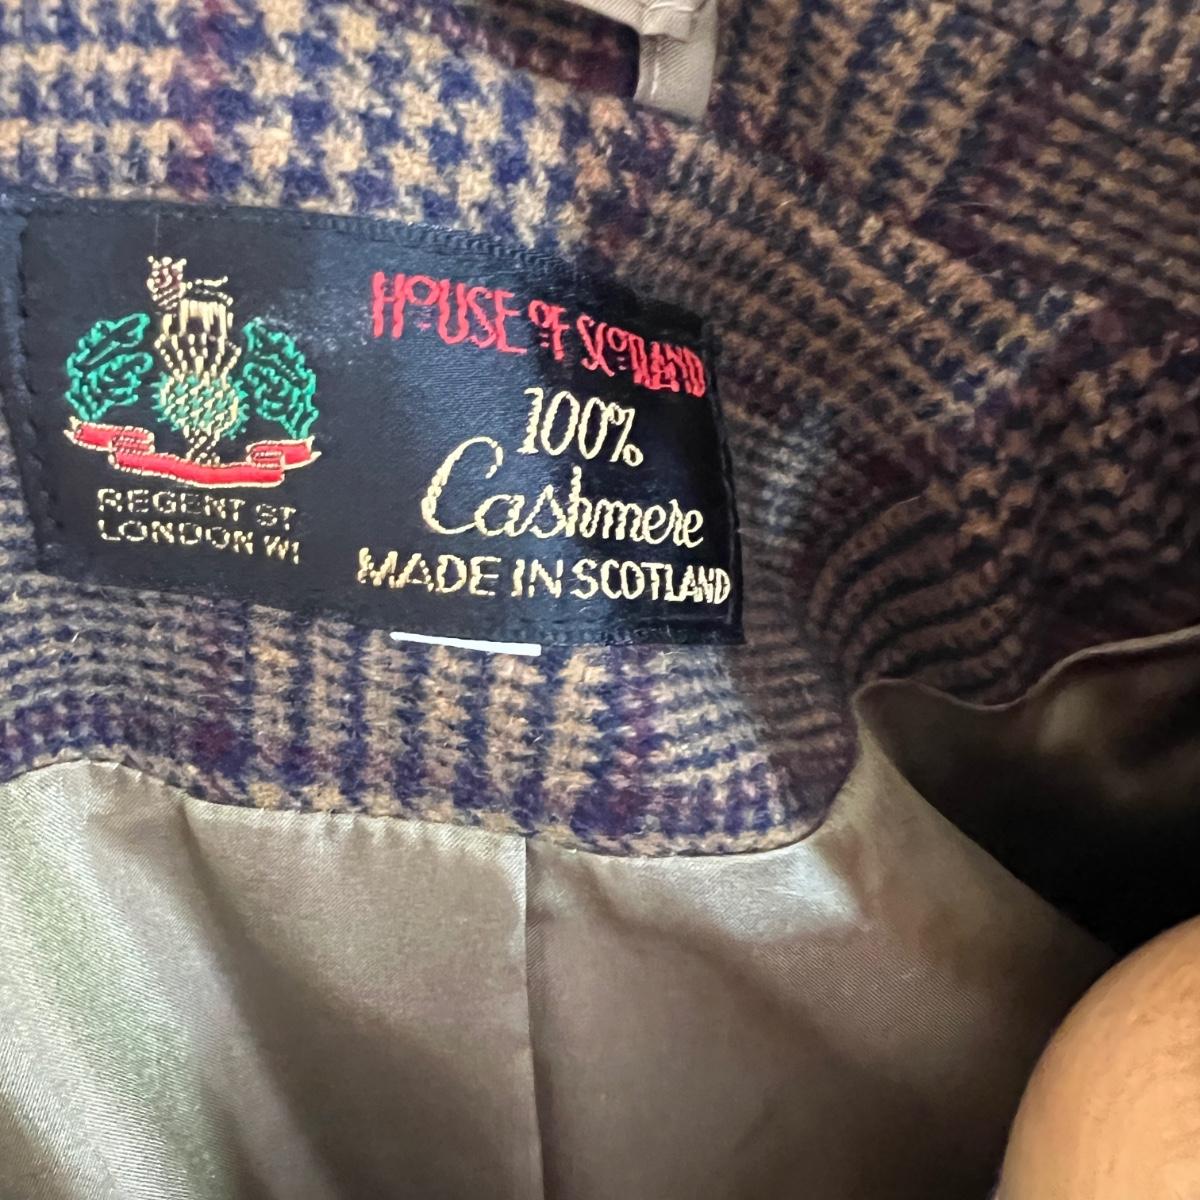 HOUSE OF SCOTLAND
100%
Cashmere
MADE IN SCOTLAND
REGENT ST
LONDON W1